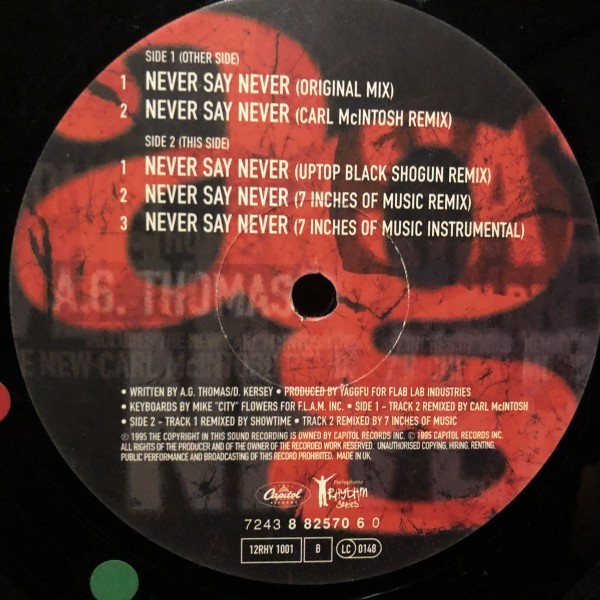 SIDE 1 (OTHER SIDE)
1 NEVER SAY NEVER (ORIGINAL MIX)
2 NEVER SAY NEVER (CARL McINTOSH REMIX)
SIDE 2 (THIS SIDE)
1 NEVER SAY NEVER (UPTOP BLACK SHOGUN REMIX)
2 NEVER SAY NEVER (7 INCHES OF MUSIC REMIX)
3 NEVER SAY NEVER (7 INCHES OF MUSIC INSTRUMENTAL)
A.G. THOMAS
E NEW CARL McINTOSH
• WRITTEN BY A.G. THOMAS/D. KERSEY • PRODUCED BY YAGGFU FOR FLAB LAB INDUSTRIES
• KEYBOARDS BY MIKE "CITY" FLOWERS FOR F.L.A.M. INC. • SIDE 1 - TRACK 2 REMIXED BY CARL McINTOSH
• SIDE 2 - TRACK 1 REMIXED BY SHOWTIME • TRACK 2 REMIXED BY 7 INCHES OF MUSIC
℗ 1995 THE COPYRIGHT IN THIS SOUND RECORDING IS OWNED BY CAPITOL RECORDS INC. © 1995 CAPITOL RECORDS INC.
ALL RIGHTS OF THE PRODUCER AND OF THE OWNER OF THE RECORDED WORK RESERVED. UNAUTHORISED COPYING, HIRING, RENTING,
PUBLIC PERFORMANCE AND BROADCASTING OF THIS RECORD PROHIBITED. MADE IN UK.
Capitol
RECORDS
Parlophone
RHYTHM
SERIES
7243 8 82570 6 0
12RHY 1001 B LC 0148